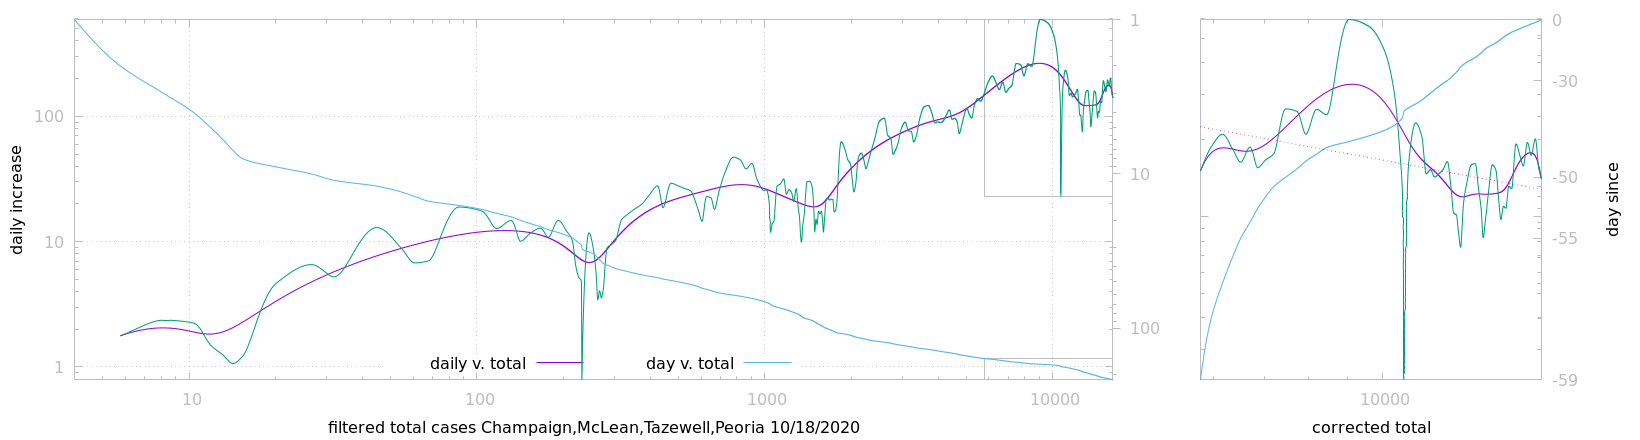 1 0
100 -30
daily increase 10 10 -50 day since
-55
1 daily v. total day v. total 100
-59
10 100 1000 10000 10000
filtered total cases Champaign,McLean,Tazewell,Peoria 10/18/2020 corrected total